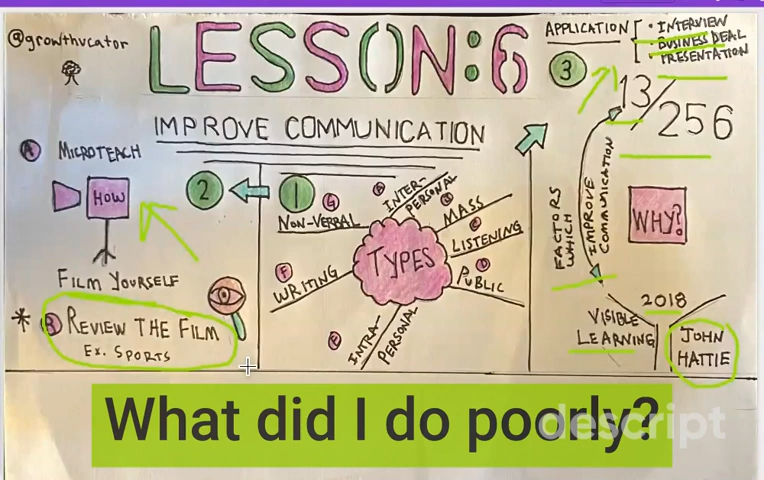 @growthucator
LESSON:6
APPLICATION
• INTERVIEW
• BUSINESS DEAL
• PRESENTATION
3
13/256
IMPROVE COMMUNICATION
A MICROTEACH
HOW
FILM YOURSELF
* B REVIEW THE FILM
EX. SPORTS
2
1
TYPES
A INTER-
PERSONAL
B MASS
C LISTENING
D PUBLIC
E INTRA-
PERSONAL
F WRITING
G NON-VERBAL
FACTORS
WHICH
IMPROVE
COMMUNICATION
WHY?
2018
VISIBLE
LEARNING
JOHN
HATTIE
What did I do poorly?
descript